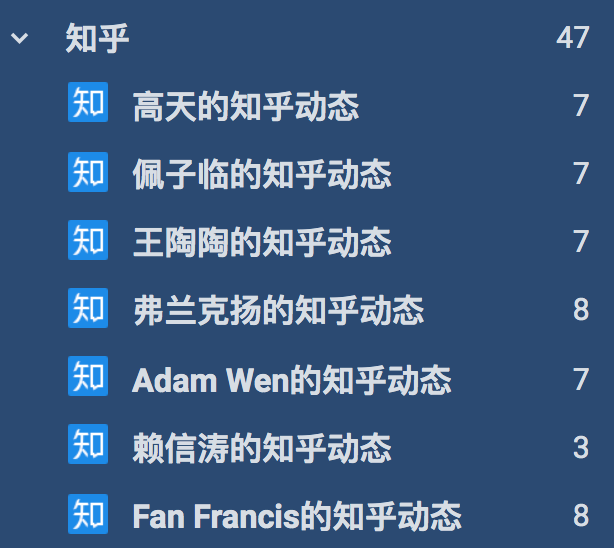 知乎 47
知 高天的知乎动态 7
知 佩子临的知乎动态 7
知 王陶陶的知乎动态 7
知 弗兰克扬的知乎动态 8
知 Adam Wen的知乎动态 7
知 赖信涛的知乎动态 3
知 Fan Francis的知乎动态 8